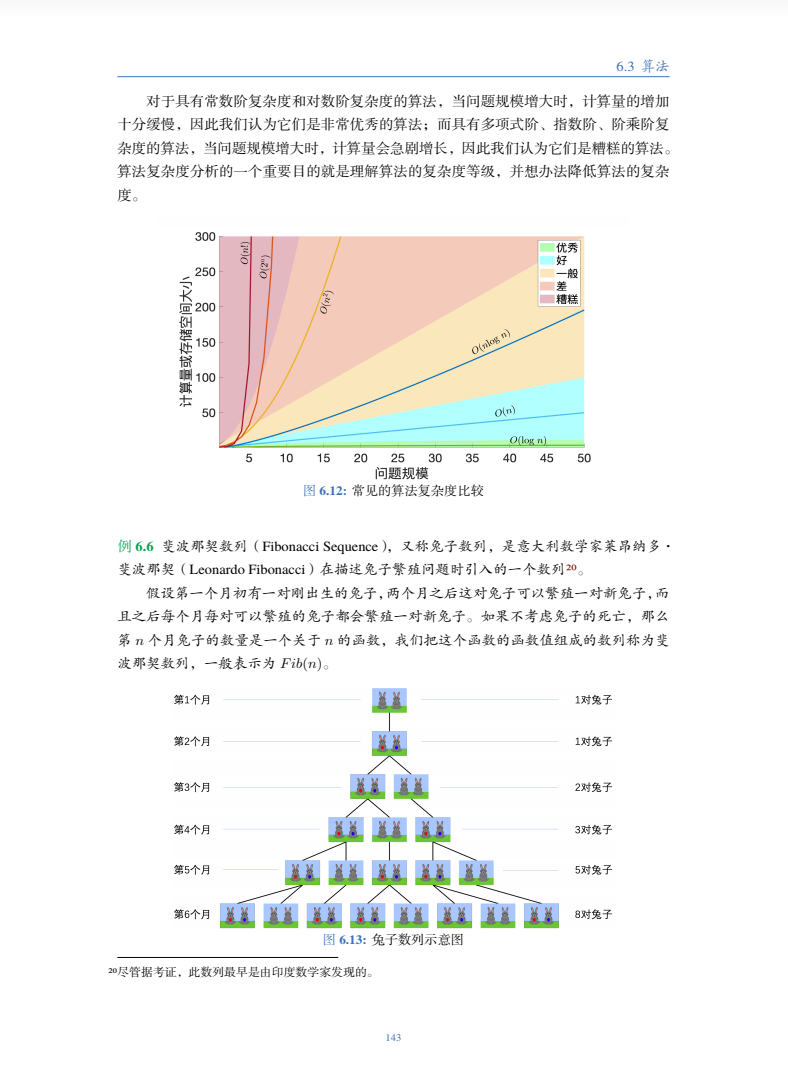 6.3 算法
对于具有常数阶复杂度和对数阶复杂度的算法，当问题规模增大时，计算量的增加
十分缓慢，因此我们认为它们是非常优秀的算法；而具有多项式阶、指数阶、阶乘阶复
杂度的算法，当问题规模增大时，计算量会急剧增长，因此我们认为它们是糟糕的算法。
算法复杂度分析的一个重要目的就是理解算法的复杂度等级，并想办法降低算法的复杂
度。
300
250
200
150
100
50
计算量或存储空间大小
O(n!)
O(2ⁿ)
O(n²)
O(nlog n)
O(n)
O(log n)
优秀
好
一般
差
糟糕
5 10 15 20 25 30 35 40 45 50
问题规模
图 6.12: 常见的算法复杂度比较
例 6.6 斐波那契数列（Fibonacci Sequence），又称兔子数列，是意大利数学家莱昂纳多·
斐波那契（Leonardo Fibonacci）在描述兔子繁殖问题时引入的一个数列²⁰。
假设第一个月初有一对刚出生的兔子，两个月之后这对兔子可以繁殖一对新兔子，而
且之后每个月每对可以繁殖的兔子都会繁殖一对新兔子。如果不考虑兔子的死亡，那么
第 n 个月兔子的数量是一个关于 n 的函数，我们把这个函数的函数值组成的数列称为斐
波那契数列，一般表示为 Fib(n)。
第1个月 1对兔子
第2个月 1对兔子
第3个月 2对兔子
第4个月 3对兔子
第5个月 5对兔子
第6个月 8对兔子
图 6.13: 兔子数列示意图
²⁰尽管据考证，此数列最早是由印度数学家发现的。
143